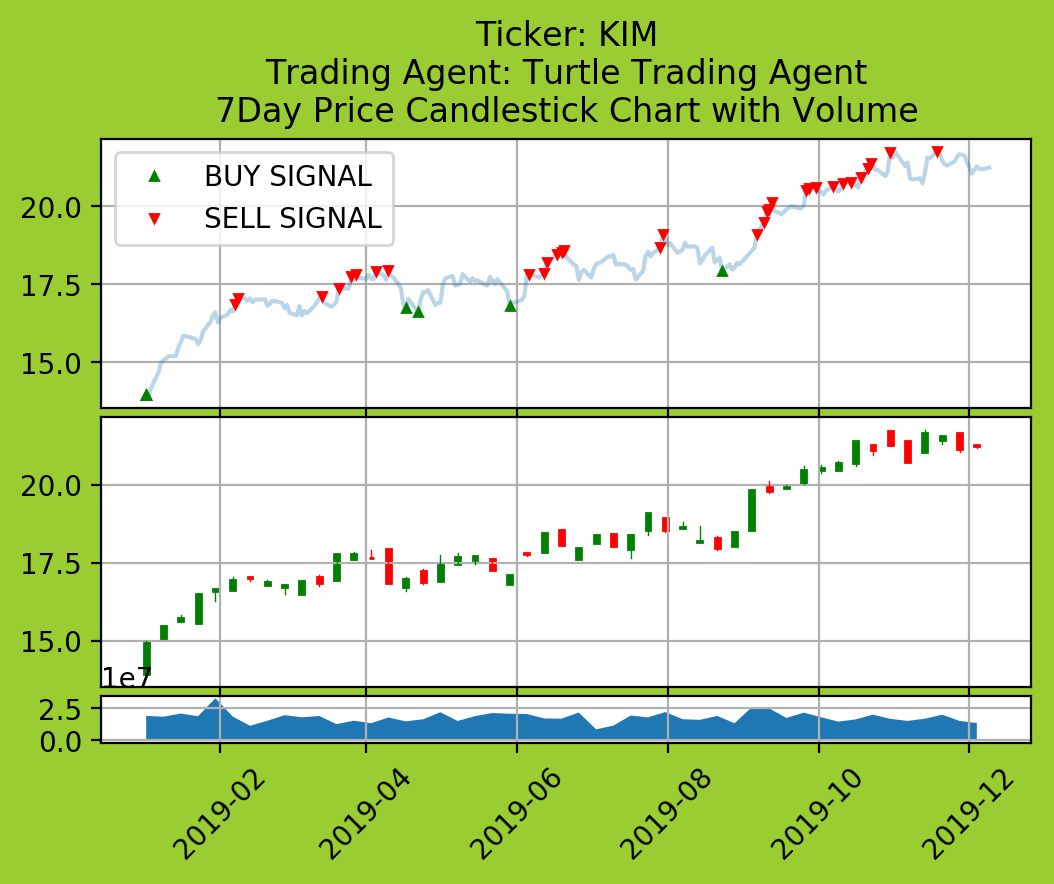 Ticker: KIM
Trading Agent: Turtle Trading Agent
7Day Price Candlestick Chart with Volume
BUY SIGNAL
SELL SIGNAL
20.0
17.5
15.0
20.0
17.5
15.0
1e7
2.5
0.0
2019-02
2019-04
2019-06
2019-08
2019-10
2019-12